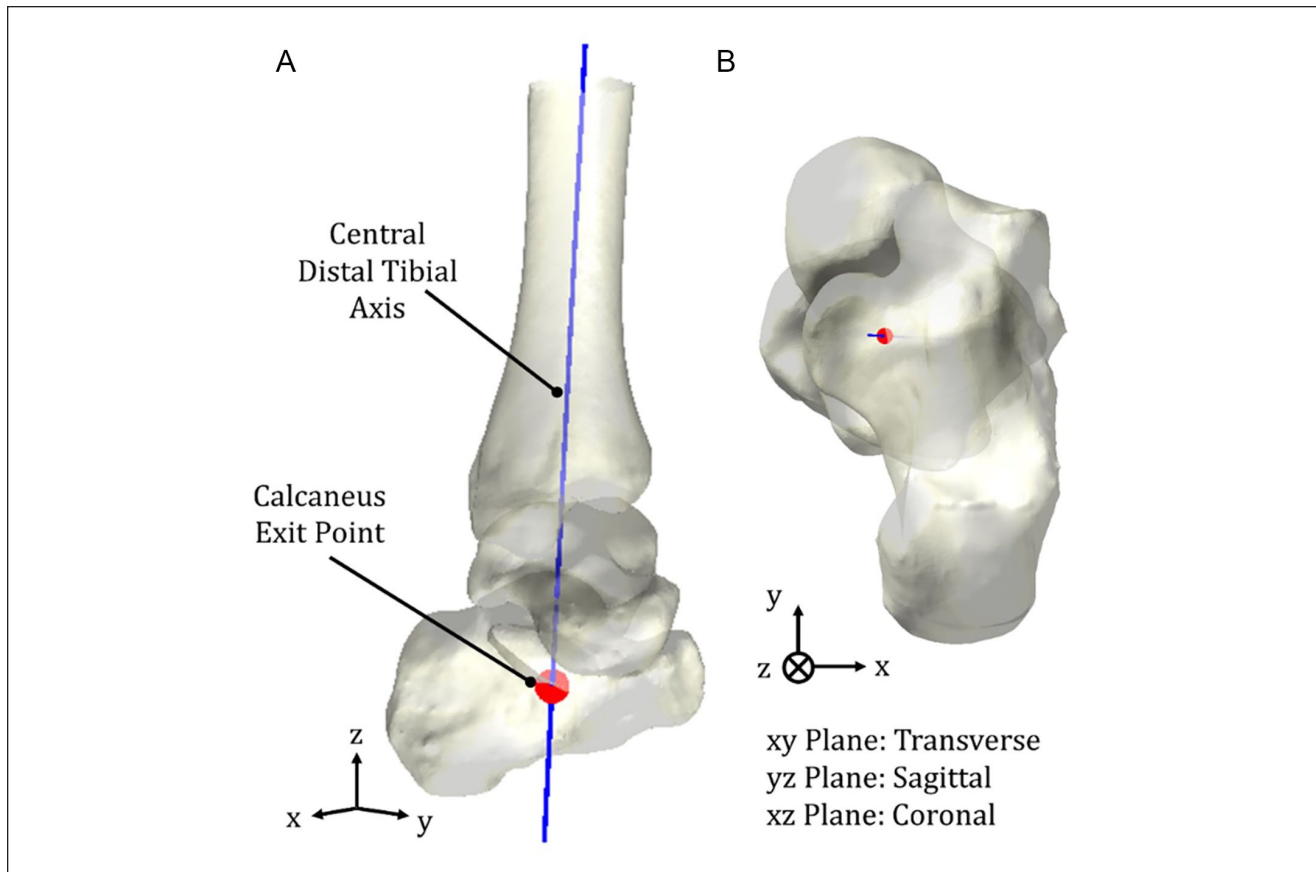 A
B
Central
Distal Tibial
Axis
Calcaneus
Exit Point
z
x
y
y
z
x
xy Plane: Transverse
yz Plane: Sagittal
xz Plane: Coronal